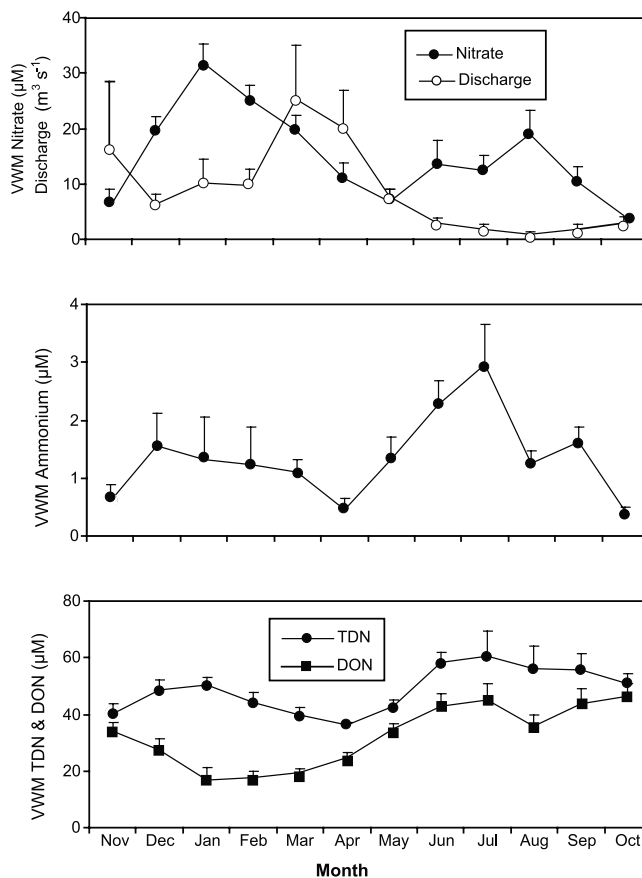 40
30
20
10
0
VWM Nitrate (µM)
Discharge (m³ s⁻¹)
Nitrate
Discharge
4
3
2
1
0
VWM Ammonium (µM)
80
60
40
20
0
VWM TDN & DON (µM)
TDN
DON
Nov Dec Jan Feb Mar Apr May Jun Jul Aug Sep Oct
Month